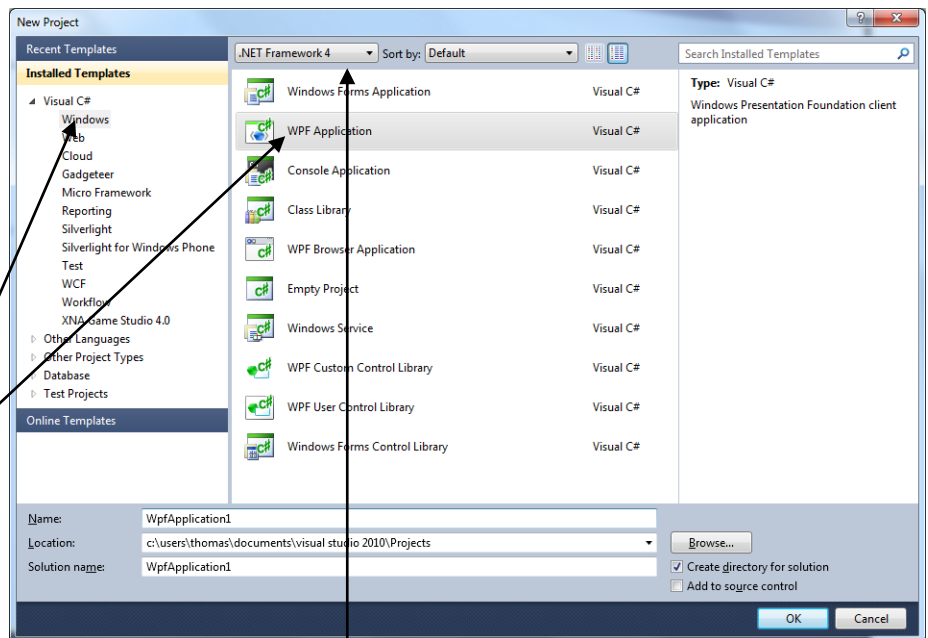 New Project
Recent Templates
Installed Templates
Visual C#
Windows
Web
Cloud
Gadgeteer
Micro Framework
Reporting
Silverlight
Silverlight for Windows Phone
Test
WCF
Workflow
XNA Game Studio 4.0
Other Languages
Other Project Types
Database
Test Projects
Online Templates
.NET Framework 4 Sort by: Default
Windows Forms Application Visual C#
WPF Application Visual C#
Console Application Visual C#
Class Library Visual C#
WPF Browser Application Visual C#
Empty Project Visual C#
Windows Service Visual C#
WPF Custom Control Library Visual C#
WPF User Control Library Visual C#
Windows Forms Control Library Visual C#
Search Installed Templates
Type: Visual C#
Windows Presentation Foundation client
application
Name: WpfApplication1
Location: c:\users\thomas\documents\visual studio 2010\Projects
Browse...
Solution name: WpfApplication1
Create directory for solution
Add to source control
OK Cancel